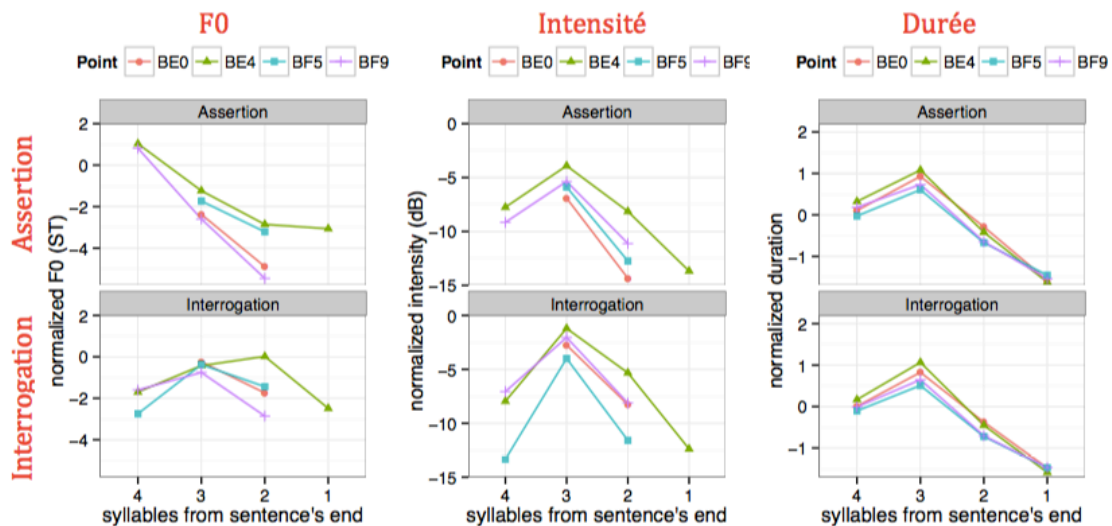 F0 Intensité Durée
Point BE0 BE4 BF5 BF9
Point BE0 BE4 BF5 BF9
Point BE0 BE4 BF5 BF9
Assertion
Interrogation
normalized F0 (ST)
Assertion
2
0
-2
-4
Interrogation
2
0
-2
-4
4 3 2 1
syllables from sentence's end
normalized intensity (dB)
Assertion
0
-5
-10
-15
Interrogation
0
-5
-10
-15
4 3 2 1
syllables from sentence's end
normalized duration
Assertion
2
1
0
-1
Interrogation
2
1
0
-1
4 3 2 1
syllables from sentence's end